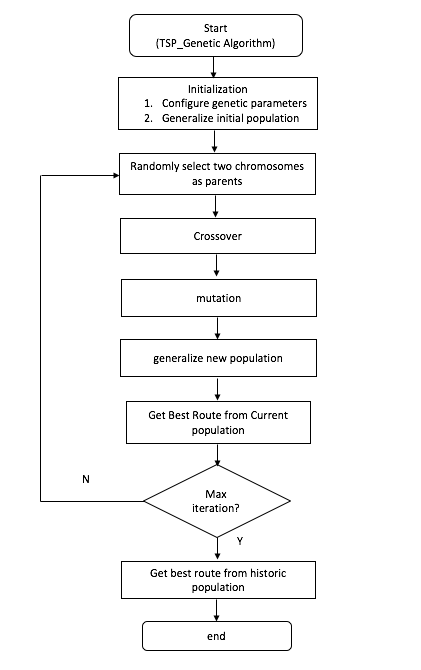 Start
(TSP_Genetic Algorithm)
Initialization
1. Configure genetic parameters
2. Generalize initial population
Randomly select two chromosomes
as parents
Crossover
mutation
generalize new population
Get Best Route from Current
population
N
Max
iteration?
Y
Get best route from historic
population
end